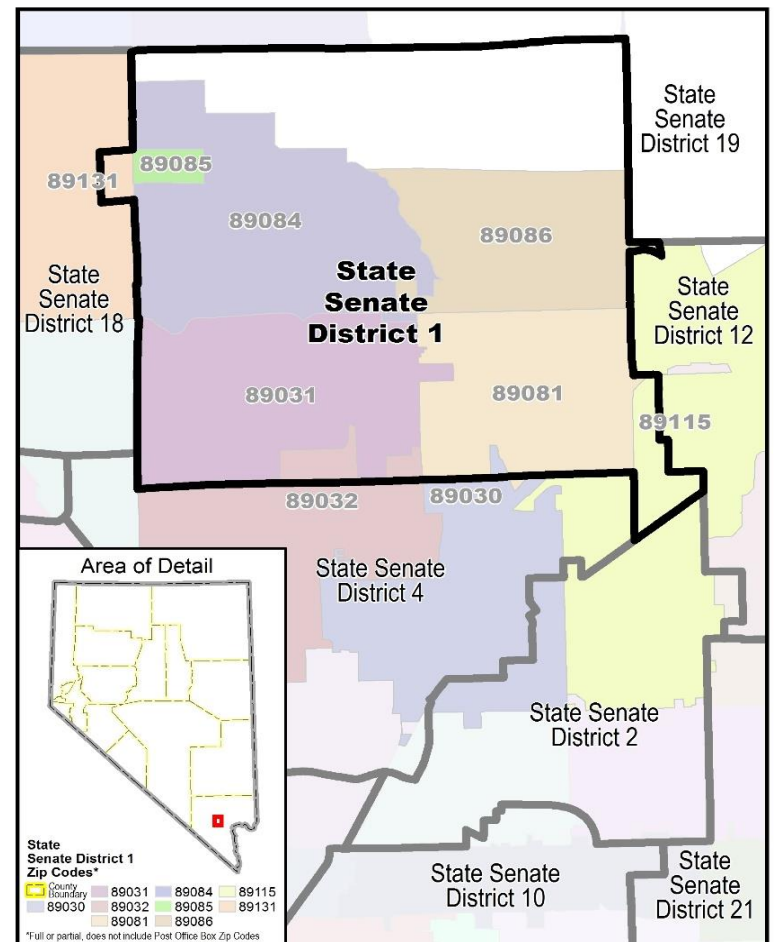 State
Senate
District 19
89085
89131
89084
89086
State
Senate
District 1
State
Senate
District 18
State
Senate
District 12
89031
89081
89115
89032
89030
State Senate
District 4
Area of Detail
State Senate
District 2
State Senate
District 10
State
Senate
District 21
State
Senate District 1
Zip Codes*
County
Boundary
89031
89084
89115
89030
89032
89085
89131
89081
89086
*Full or partial, does not include Post Office Box Zip Codes